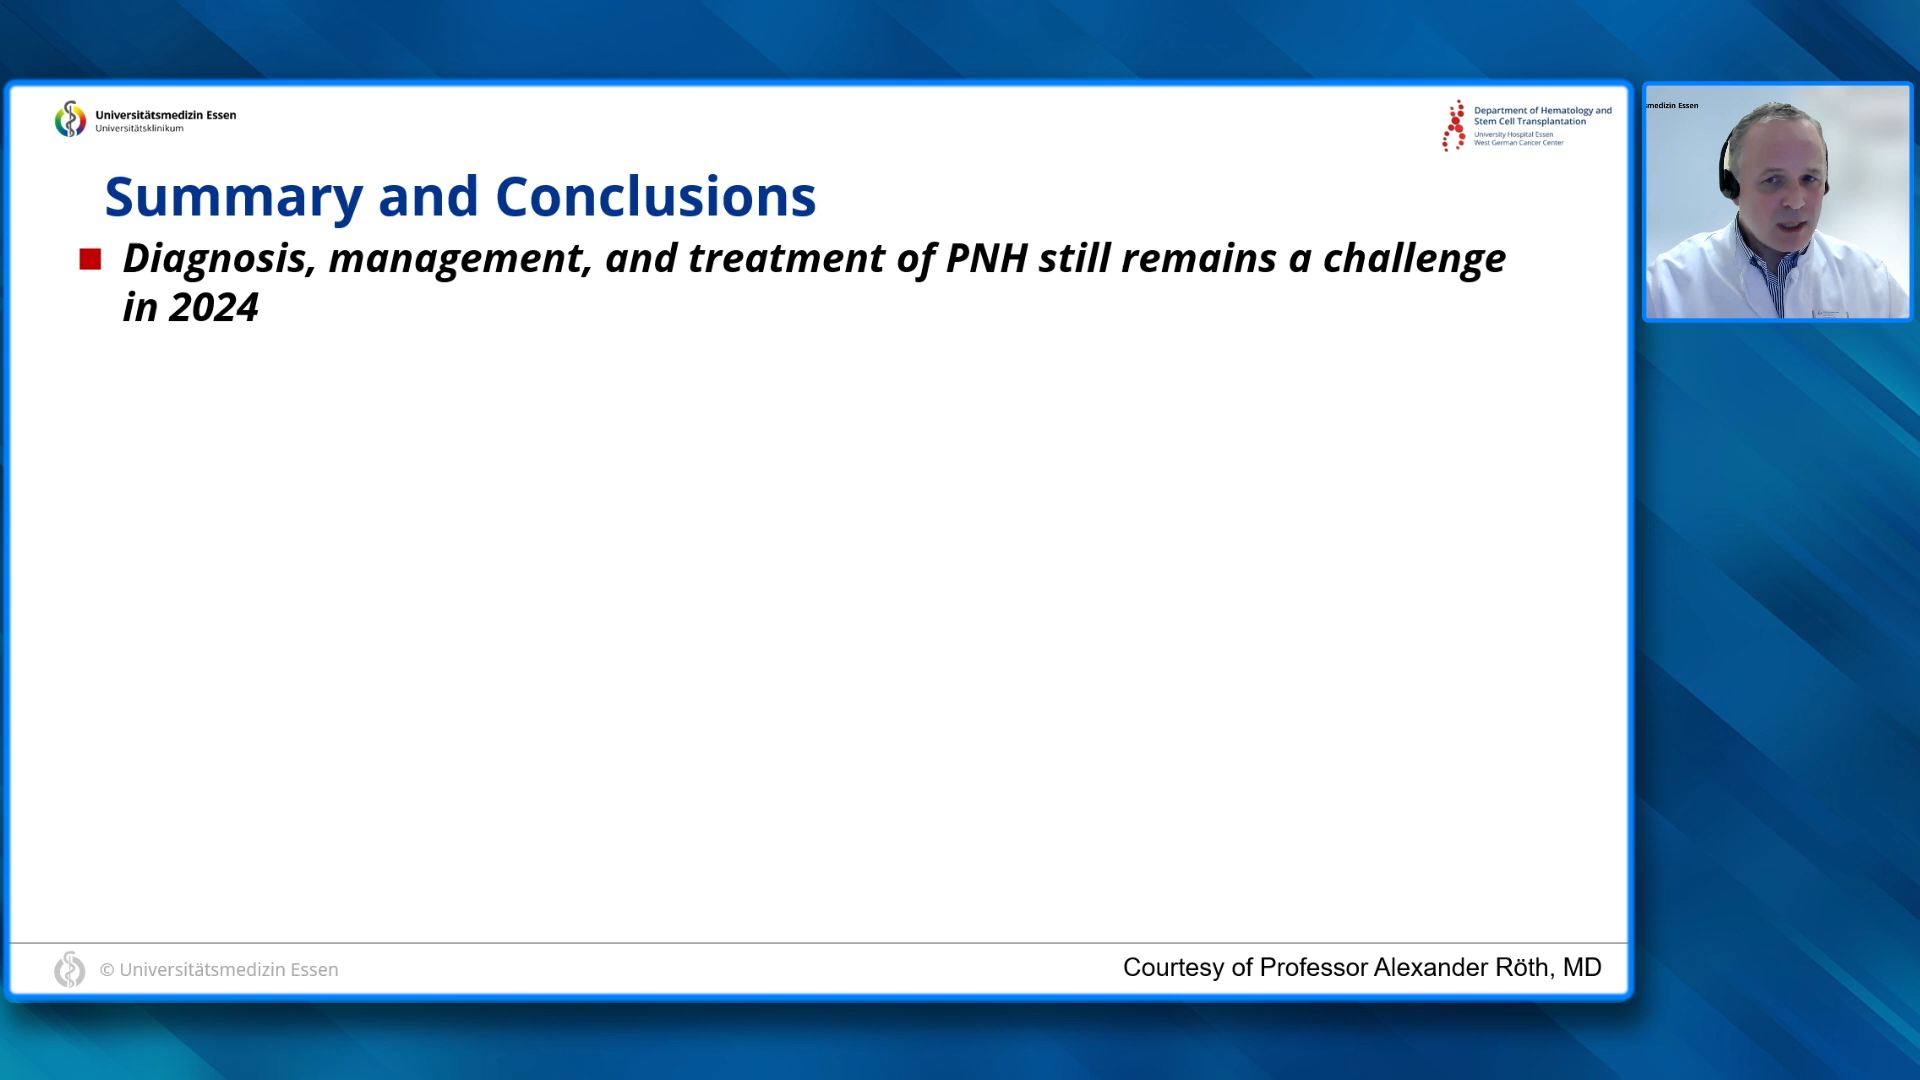 Universitätsmedizin Essen
Universitätsklinikum
Department of Hematology and
Stem Cell Transplantation
University Hospital Essen
West German Cancer Center
smedizin Essen
Summary and Conclusions
Diagnosis, management, and treatment of PNH still remains a challenge
in 2024
© Universitätsmedizin Essen
Courtesy of Professor Alexander Röth, MD